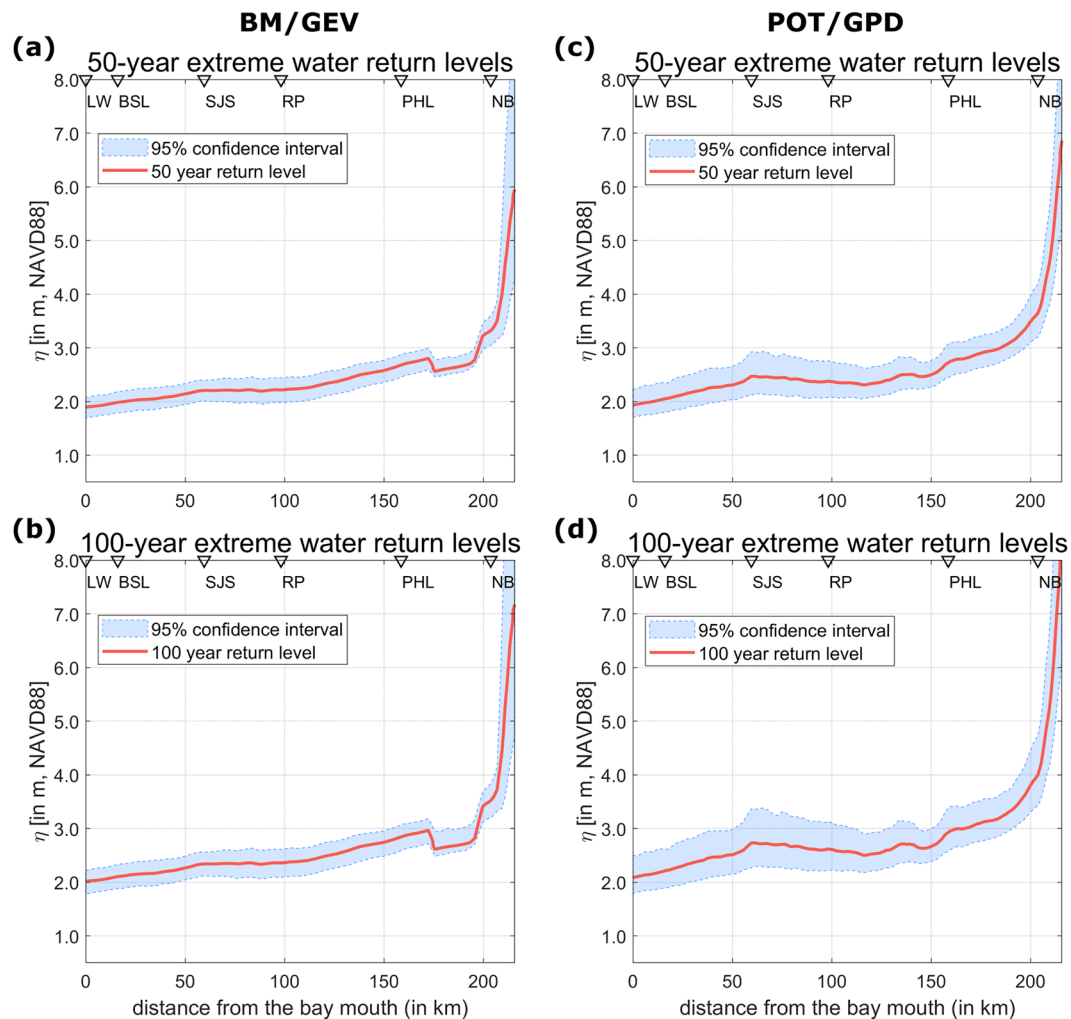 BM/GEV
POT/GPD
(a)
50-year extreme water return levels
8.0
7.0
6.0
5.0
4.0
3.0
2.0
1.0
η [in m, NAVD88]
LW BSL SJS RP PHL NB
95% confidence interval
50 year return level
0 50 100 150 200
(c)
50-year extreme water return levels
8.0
7.0
6.0
5.0
4.0
3.0
2.0
1.0
η [in m, NAVD88]
LW BSL SJS RP PHL NB
95% confidence interval
50 year return level
0 50 100 150 200
(b)
100-year extreme water return levels
8.0
7.0
6.0
5.0
4.0
3.0
2.0
1.0
η [in m, NAVD88]
LW BSL SJS RP PHL NB
95% confidence interval
100 year return level
0 50 100 150 200
distance from the bay mouth (in km)
(d)
100-year extreme water return levels
8.0
7.0
6.0
5.0
4.0
3.0
2.0
1.0
η [in m, NAVD88]
LW BSL SJS RP PHL NB
95% confidence interval
100 year return level
0 50 100 150 200
distance from the bay mouth (in km)